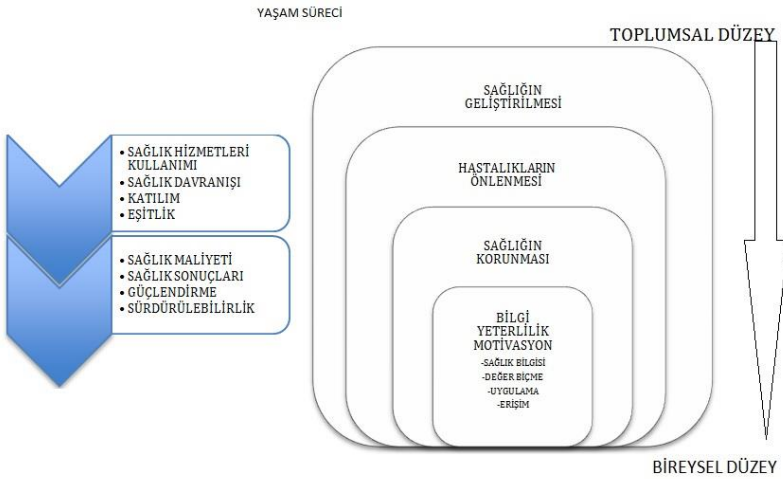 YAŞAM SÜRECİ
TOPLUMSAL DÜZEY
SAĞLIĞIN
GELİŞTİRİLMESİ
HASTALIKLARIN
ÖNLENMESİ
SAĞLIĞIN
KORUNMASI
BİLGİ
YETERLİLİK
MOTİVASYON
-SAĞLIK BİLGİSİ
-DEĞER BİÇME
-UYGULAMA
-ERİŞİM
• SAĞLIK HİZMETLERİ
KULLANIMI
• SAĞLIK DAVRANIŞI
• KATILIM
• EŞİTLİK
• SAĞLIK MALİYETİ
• SAĞLIK SONUÇLARI
• GÜÇLENDİRME
• SÜRDÜRÜLEBİLİRLİK
BİREYSEL DÜZEY